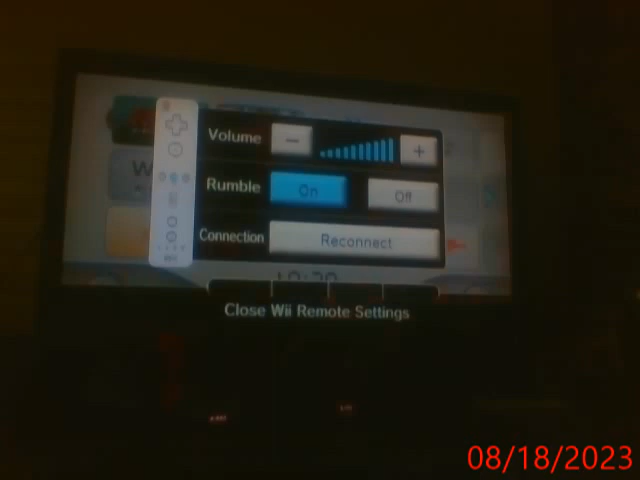 Volume
− +
Rumble
On
Off
Connection
Reconnect
Close Wii Remote Settings
08/18/2023